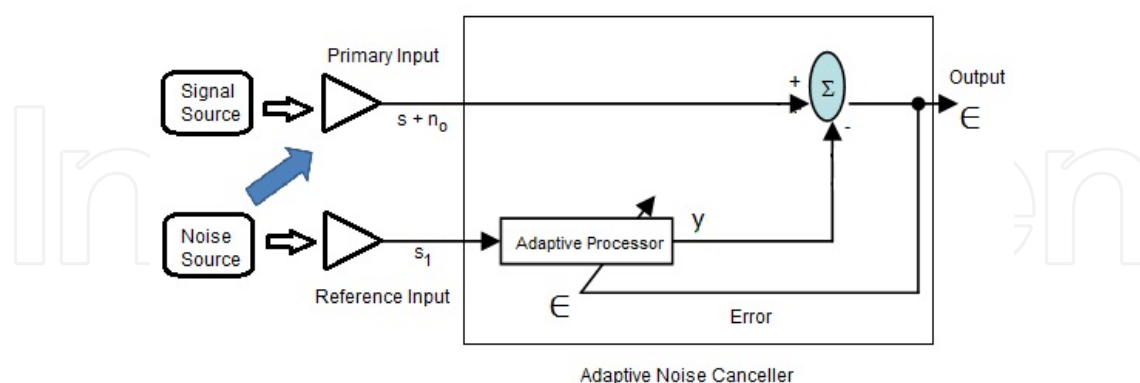 Primary Input
Signal
Source
s + n₀
+
Σ
-
Output
∈
Noise
Source
s₁
Reference Input
Adaptive Processor
y
∈
Error
Adaptive Noise Canceller